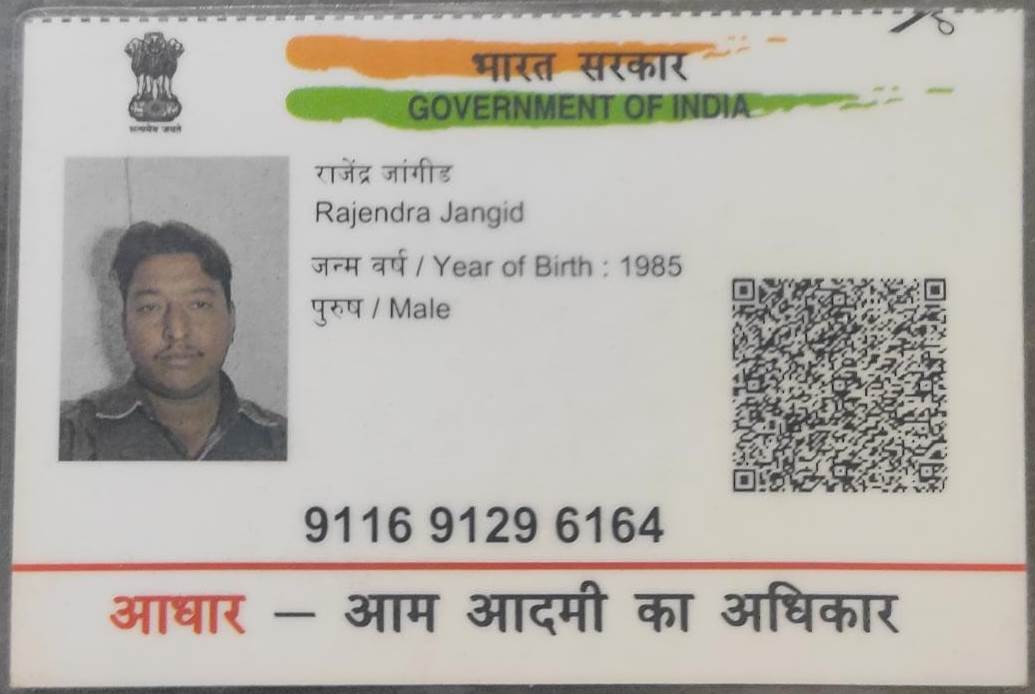 भारत सरकार
GOVERNMENT OF INDIA
सत्यमेव जयते
राजेंद्र जांगीड
Rajendra Jangid
जन्म वर्ष / Year of Birth : 1985
पुरुष / Male
9116 9129 6164
आधार — आम आदमी का अधिकार